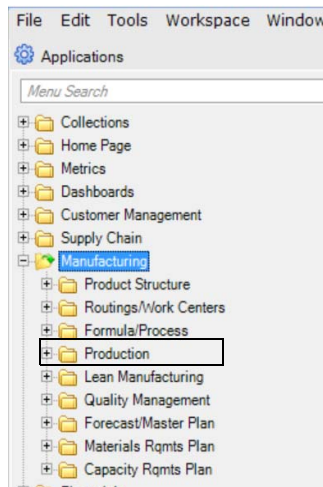 File Edit Tools Workspace Window
Applications
Menu Search
Collections
Home Page
Metrics
Dashboards
Customer Management
Supply Chain
Manufacturing
Product Structure
Routings/Work Centers
Formula/Process
Production
Lean Manufacturing
Quality Management
Forecast/Master Plan
Materials Rqmts Plan
Capacity Rqmts Plan